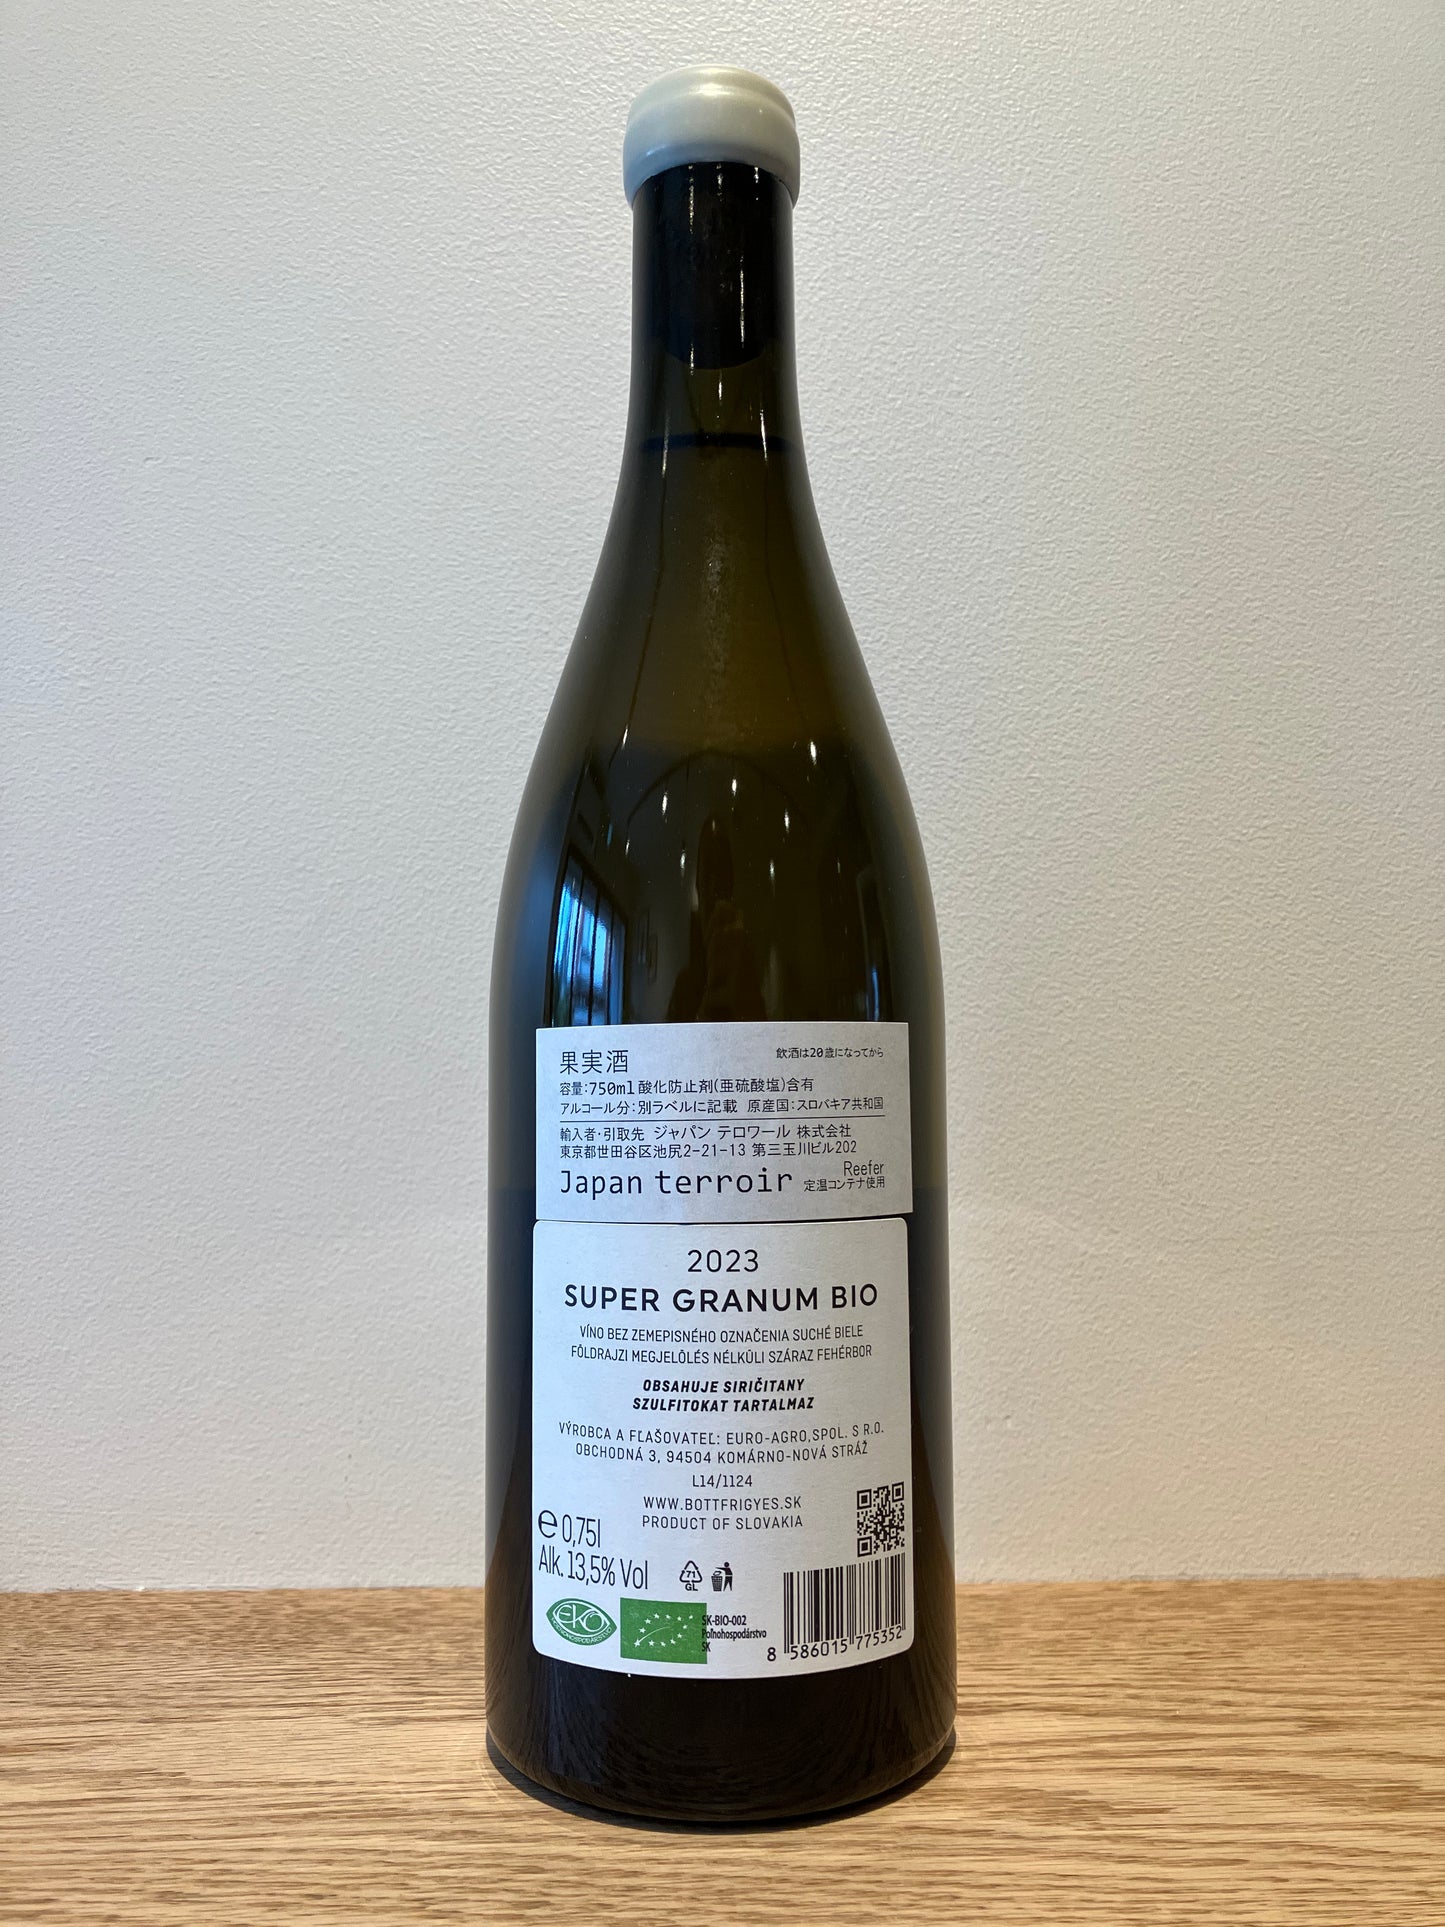 果実酒
飲酒は20歳になってから
容量:750ml 酸化防止剤(亜硫酸塩)含有
アルコール分:別ラベルに記載 原産国:スロバキア共和国
輸入者・引取先 ジャパン テロワール 株式会社
東京都世田谷区池尻2-21-13 第三玉川ビル202
Japan terroir
Reefer
定温コンテナ使用
2023
SUPER GRANUM BIO
VÍNO BEZ ZEMEPISNÉHO OZNAČENIA SUCHÉ BIELE
FÖLDRAJZI MEGJELÖLÉS NÉLKÜLI SZÁRAZ FEHÉRBOR
OBSAHUJE SIRIČITANY
SZULFITOKAT TARTALMAZ
VÝROBCA A FĽAŠOVATEĽ: EURO-AGRO,SPOL. S R.O.
OBCHODNÁ 3, 94504 KOMÁRNO-NOVÁ STRÁŽ
L14/1124
WWW.BOTTFRIGYES.SK
PRODUCT OF SLOVAKIA
e 0,75l
Alk. 13,5% Vol
71
GL
EKO
SK-BIO-002
Poľnohospodárstvo
SK
8 586015 775352